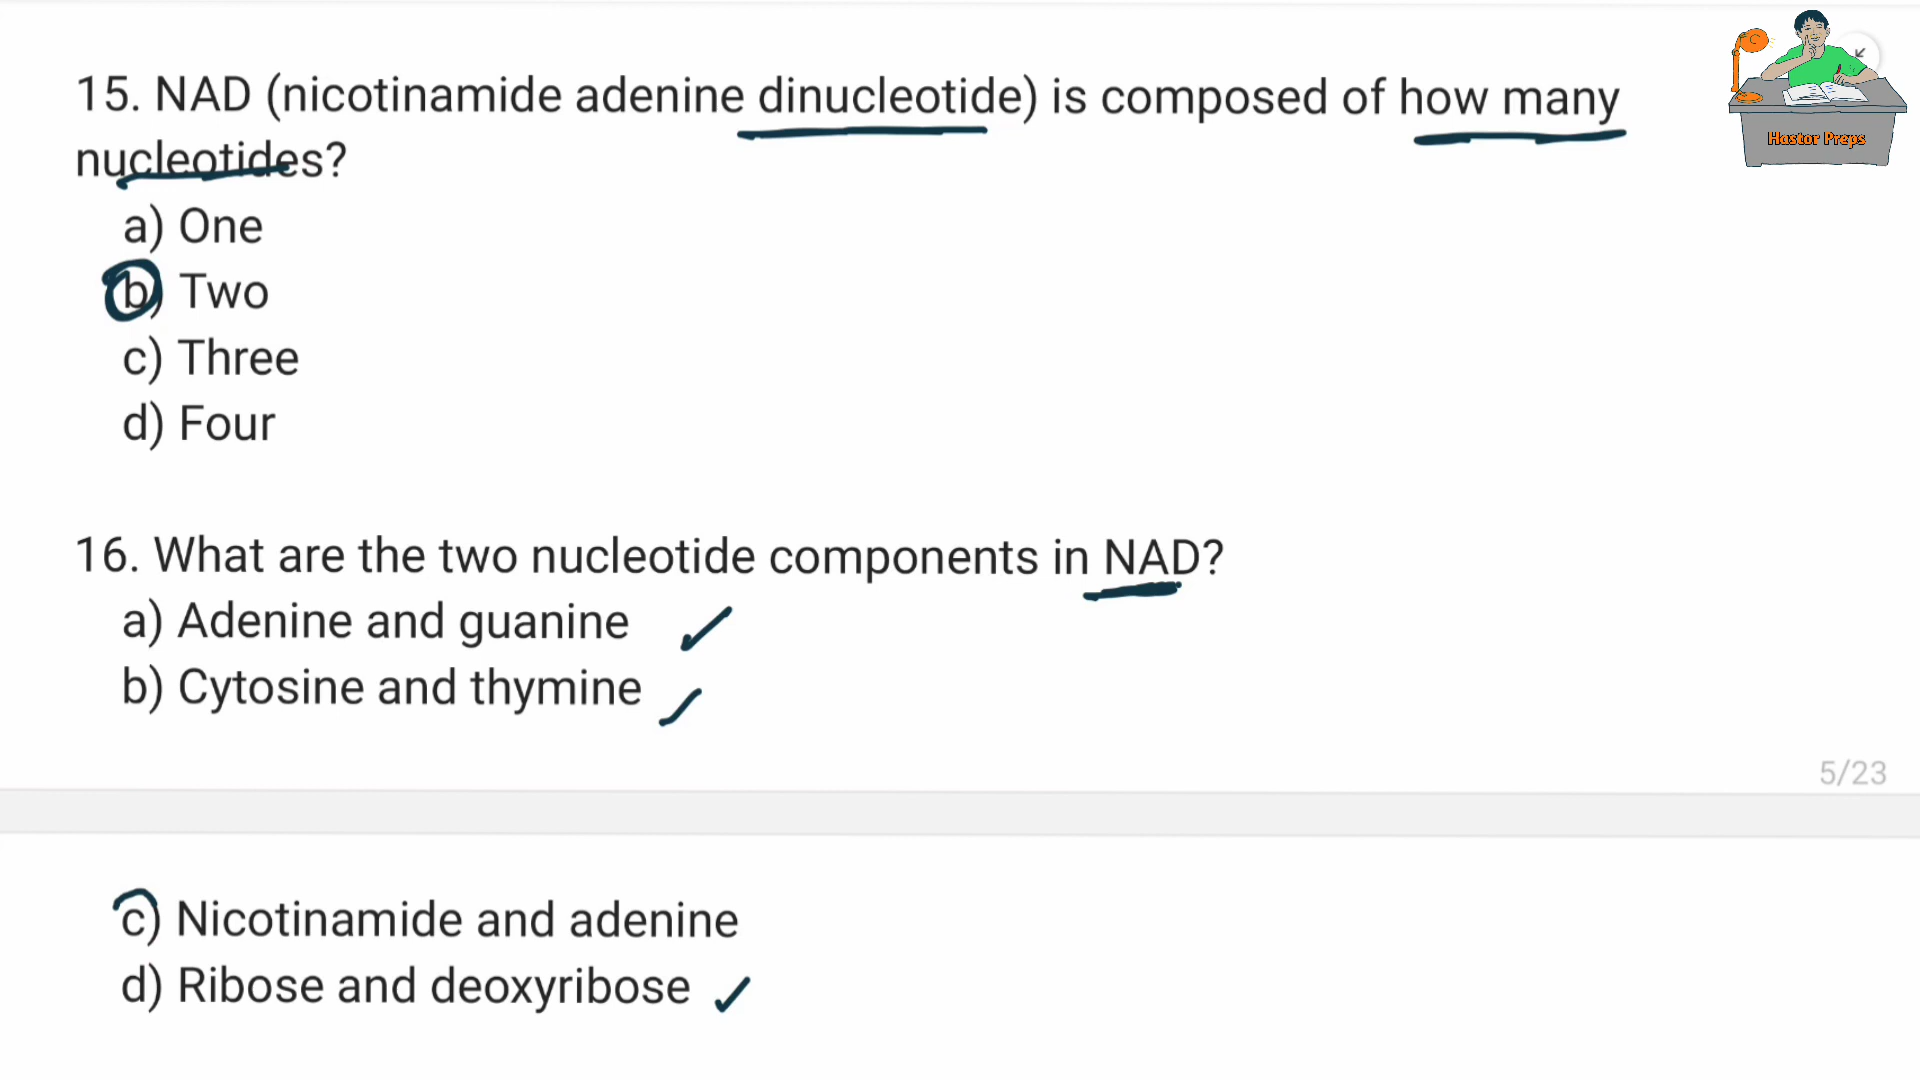 15. NAD (nicotinamide adenine dinucleotide) is composed of how many
nucleotides?
a) One
b) Two
c) Three
d) Four
Hastor Preps
16. What are the two nucleotide components in NAD?
a) Adenine and guanine
b) Cytosine and thymine
5/23
c) Nicotinamide and adenine
d) Ribose and deoxyribose